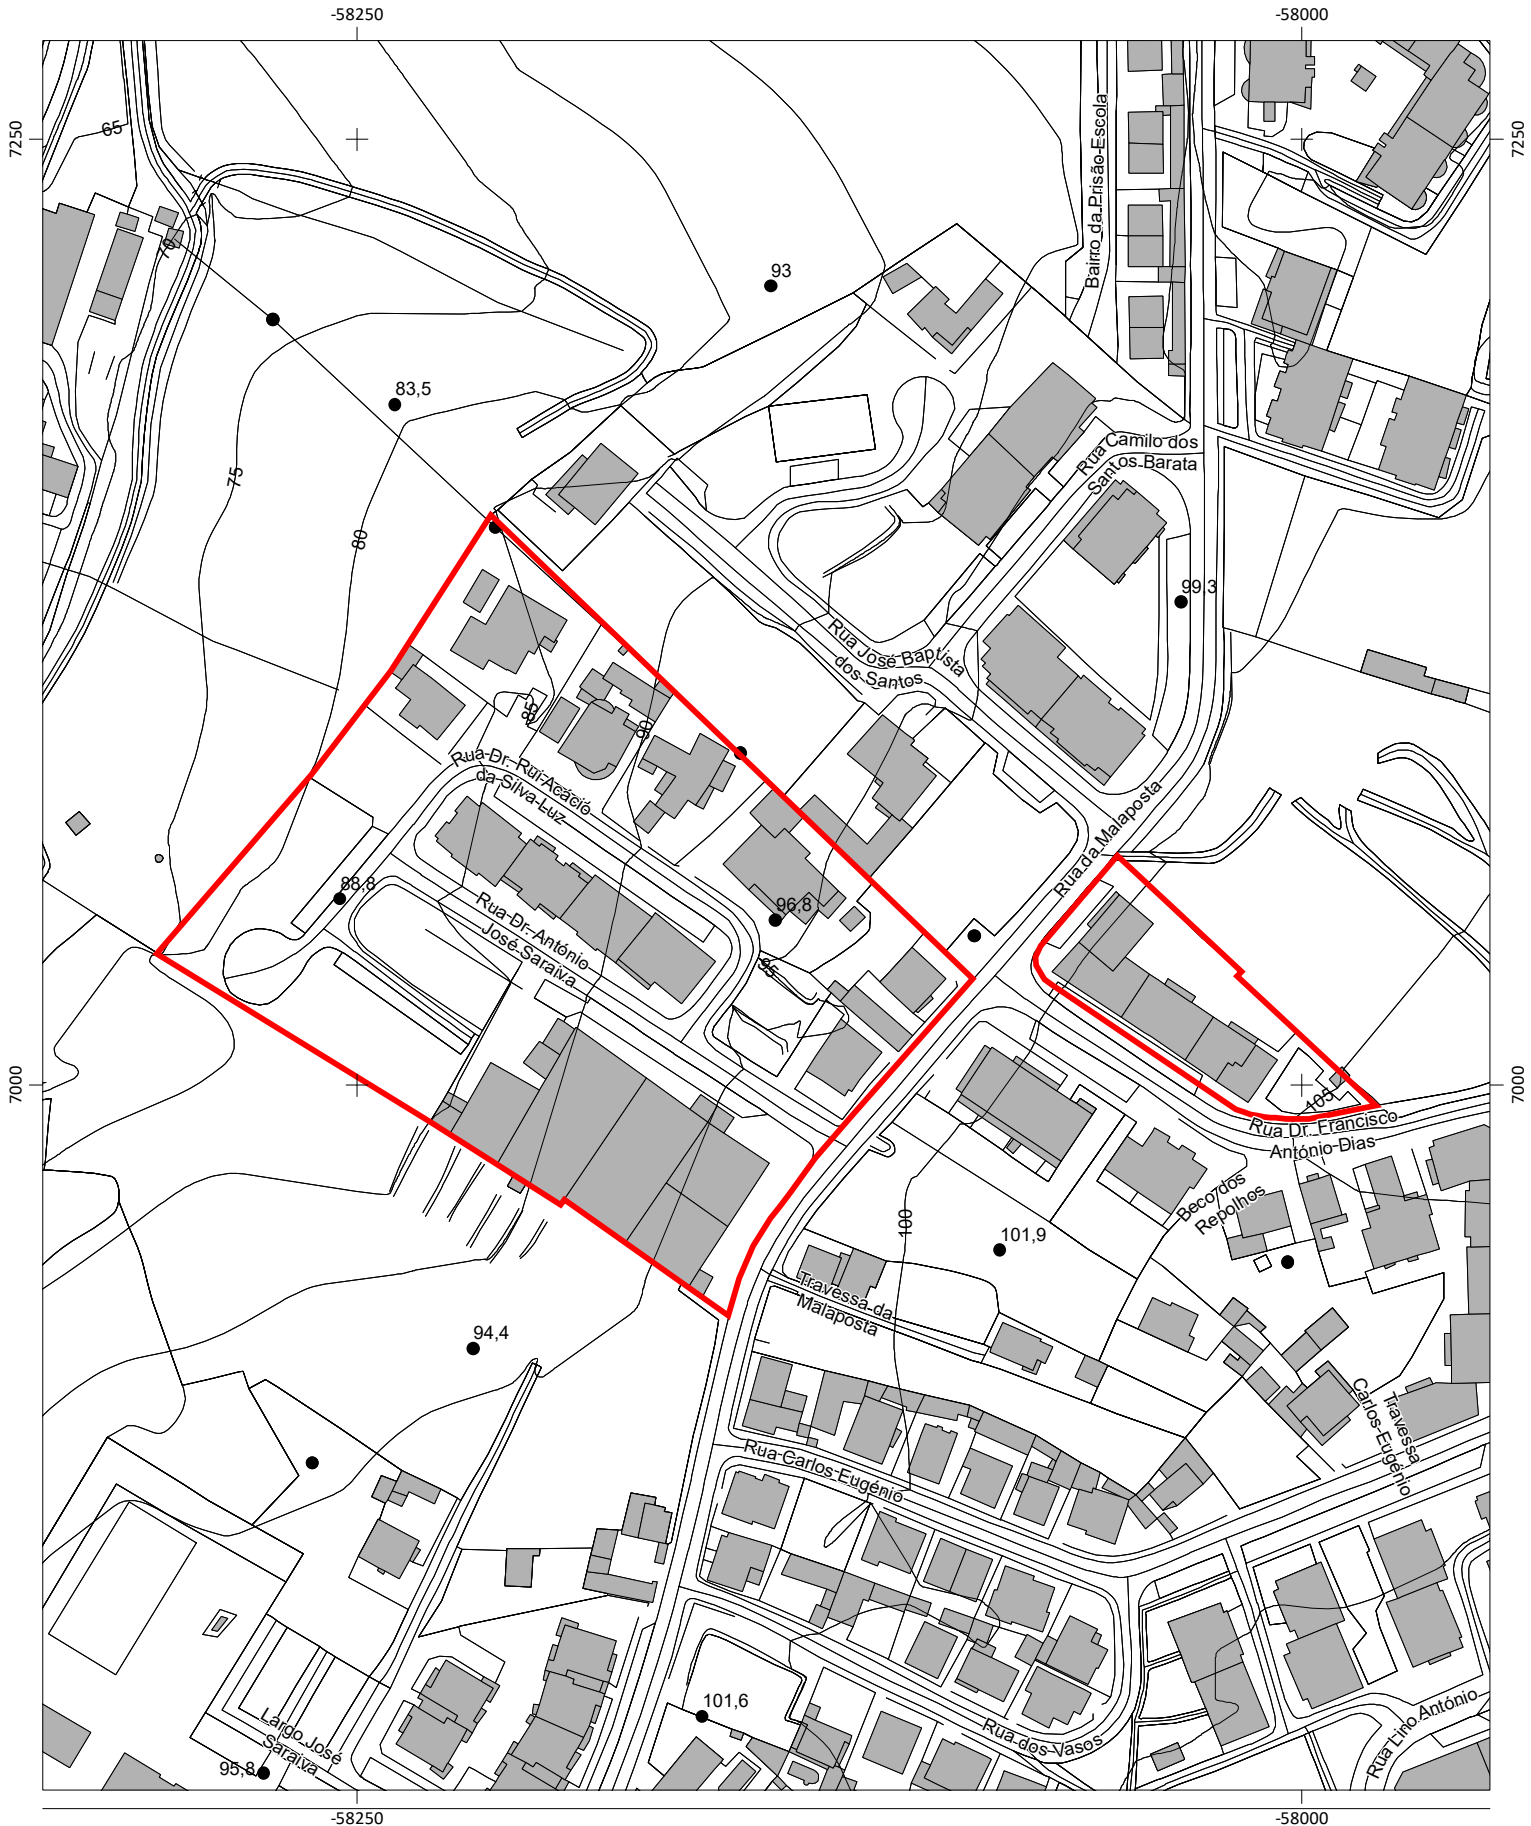 -58250
-58000
7250
7250
65
Bairro da Prisão-Escola
70
93
83,5
Rua
Camilo dos
Santos Barata
75
80
99,3
Rua José Baptista
dos Santos
85
90
Rua Dr. Rui Acácio
da Silva Luz
Rua da Malaposta
88,8
96,8
Rua Dr. António
José Saraiva
95
7000
7000
105
Rua Dr. Francisco
António Dias
Beco dos
Repolhos
100
101,9
Travessa da
Malaposta
94,4
Travessa
Carlos Eugénio
Rua Carlos Eugénio
101,6
Rua dos Vasos
Rua Lino António
Largo José
Saraiva
95,8
-58250
-58000